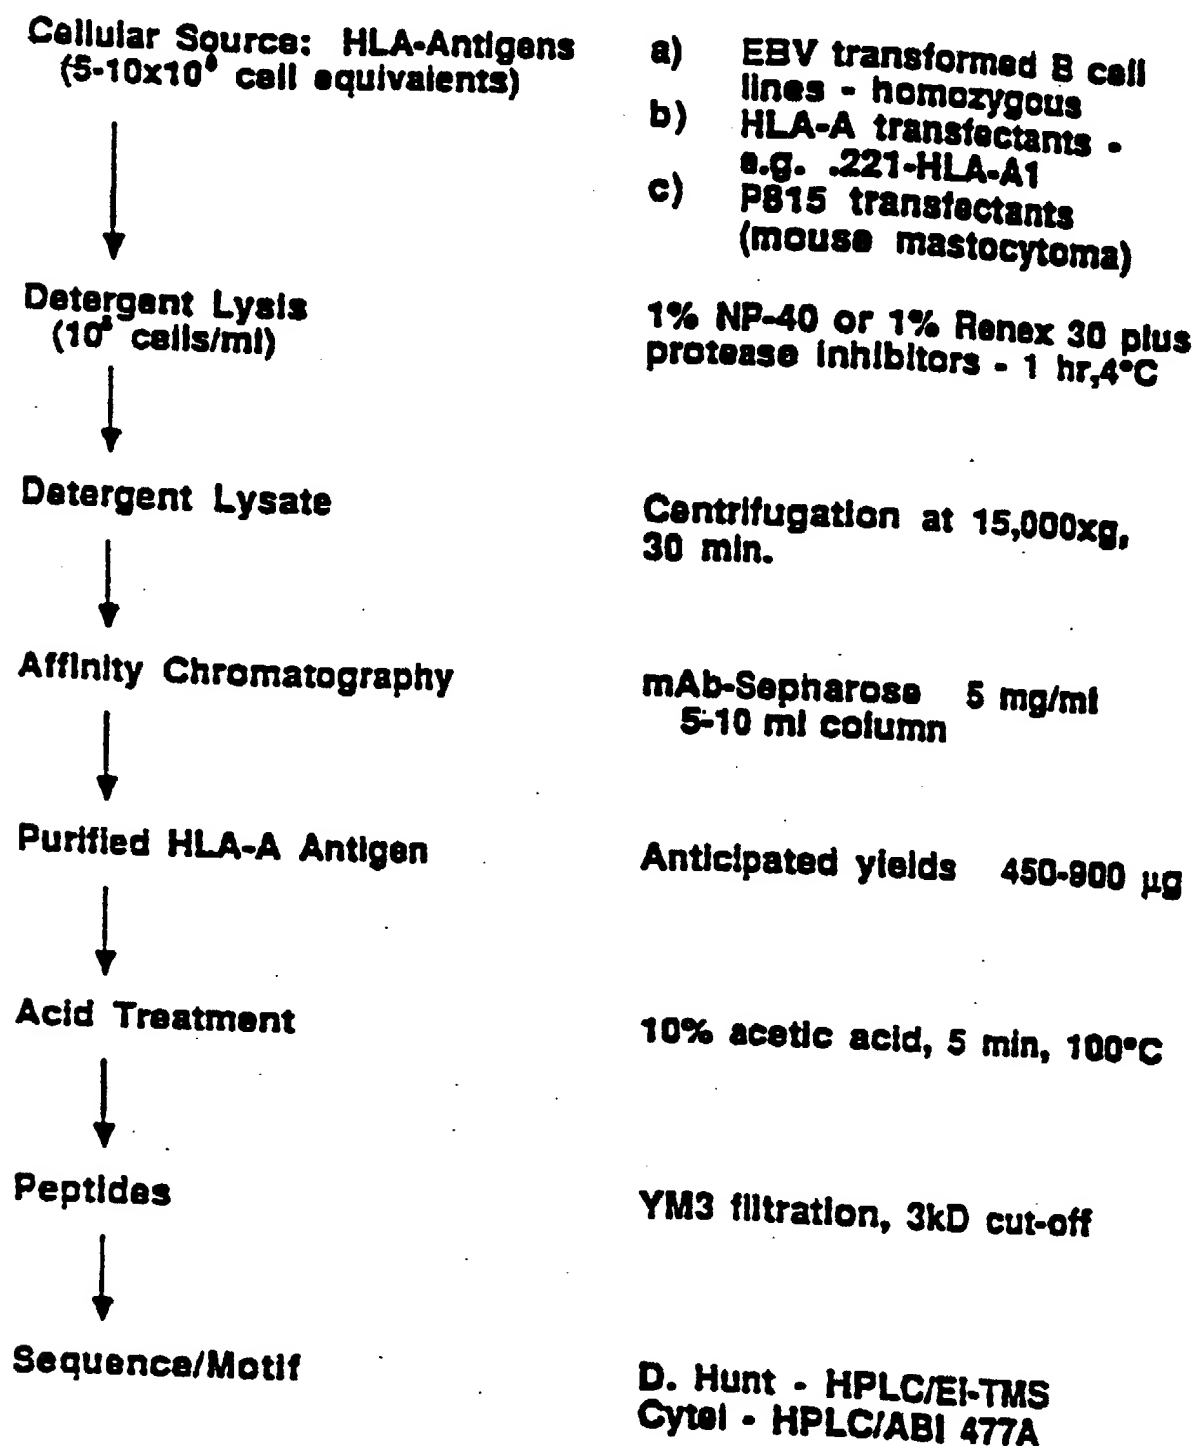 Cellular Source: HLA-Antigens
(5-10x10 cell equivalents)
a) EBV transformed B cell
lines - homozygous
b) HLA-A transfectants -
e.g. .221-HLA-A1
c) P815 transfectants
(mouse mastocytoma)
Detergent Lysis
(10⁸ cells/ml)
1% NP-40 or 1% Renex 30 plus
protease inhibitors - 1 hr,4°C
Detergent Lysate
Centrifugation at 15,000xg,
30 min.
Affinity Chromatography
mAb-Sepharose 5 mg/ml
5-10 ml column
Purified HLA-A Antigen
Anticipated yields 450-900 µg
Acid Treatment
10% acetic acid, 5 min, 100°C
Peptides
YM3 filtration, 3kD cut-off
Sequence/Motif
D. Hunt - HPLC/EI-TMS
Cytel - HPLC/ABI 477A